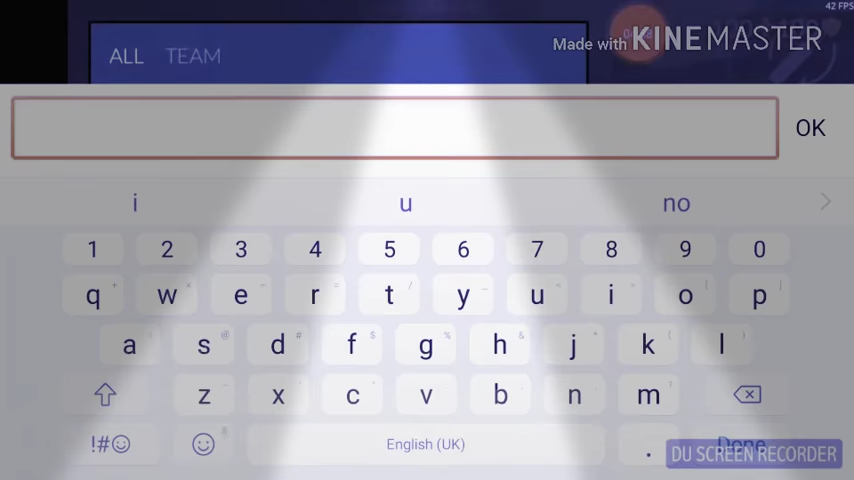 42 FPS
ALL TEAM
Made with KINEMASTER
OK
i u no
1 2 3 4 5 6 7 8 9 0
q w e r t y u i o p
a s d f g h j k l
z x c v b n m
!#☺ English (UK) . Done
DU SCREEN RECORDER